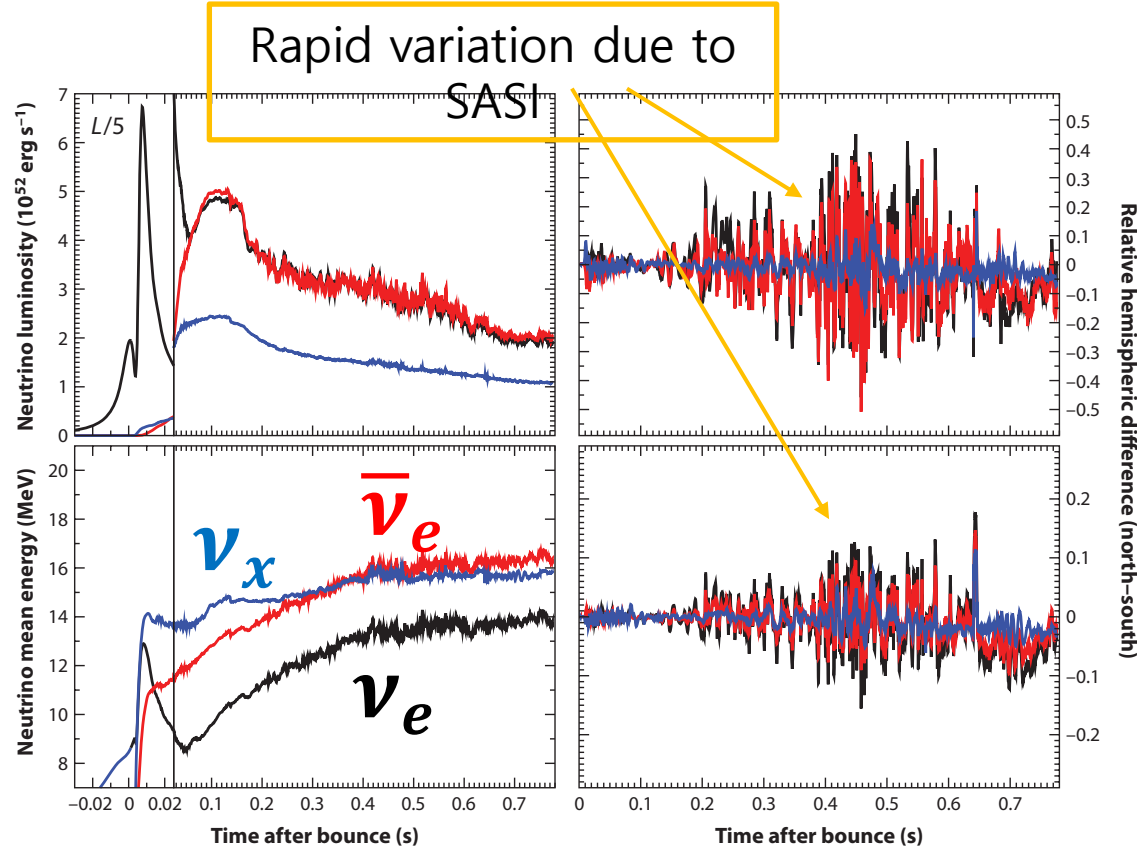 Rapid variation due to
SASI
L/5
Neutrino luminosity (10⁵² erg s⁻¹)
7
6
5
4
3
2
1
0
0.5
0.4
0.3
0.2
0.1
0
−0.1
−0.2
−0.3
−0.4
−0.5
Relative hemispheric difference (north–south)
Neutrino mean energy (MeV)
20
18
16
14
12
10
8
ν̅ₑ
νₓ
νₑ
0.2
0.1
0
−0.1
−0.2
−0.02 0 0.02 0.1 0.2 0.3 0.4 0.5 0.6 0.7
Time after bounce (s)
0 0.1 0.2 0.3 0.4 0.5 0.6 0.7
Time after bounce (s)